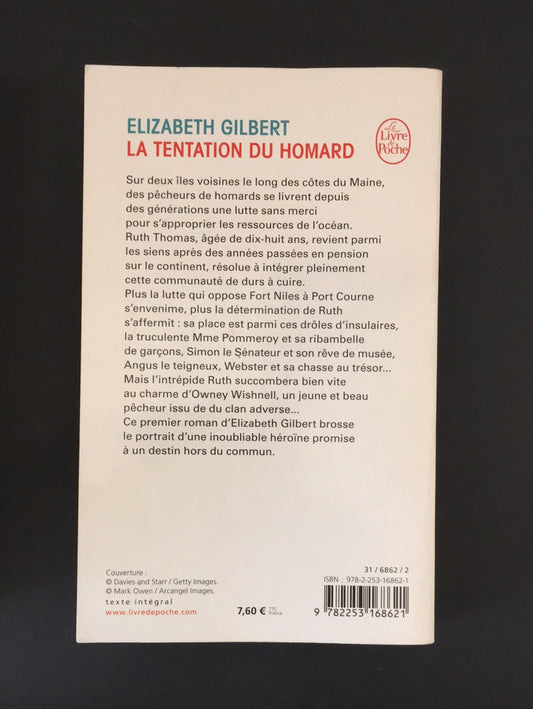 ELIZABETH GILBERT
LA TENTATION DU HOMARD
Le
Livre
de
Poche
Sur deux îles voisines le long des côtes du Maine,
des pêcheurs de homards se livrent depuis
des générations une lutte sans merci
pour s'approprier les ressources de l'océan.
Ruth Thomas, âgée de dix-huit ans, revient parmi
les siens après des années passées en pension
sur le continent, résolue à intégrer pleinement
cette communauté de durs à cuire.
Plus la lutte qui oppose Fort Niles à Port Courne
s'envenime, plus la détermination de Ruth
s'affermit : sa place est parmi ces drôles d'insulaires,
la truculente Mme Pommeroy et sa ribambelle
de garçons, Simon le Sénateur et son rêve de musée,
Angus le teigneux, Webster et sa chasse au trésor...
Mais l'intrépide Ruth succombera bien vite
au charme d'Owney Wishnell, un jeune et beau
pêcheur issu de du clan adverse...
Ce premier roman d'Elizabeth Gilbert brosse
le portrait d'une inoubliable héroïne promise
à un destin hors du commun.
Couverture :
© Davies and Starr / Getty Images.
© Mark Owen / Arcangel Images.
texte intégral
www.livredepoche.com
7,60 € TTC
France
31 / 6862 / 2
ISBN : 978-2-253-16862-1
9 782253 168621